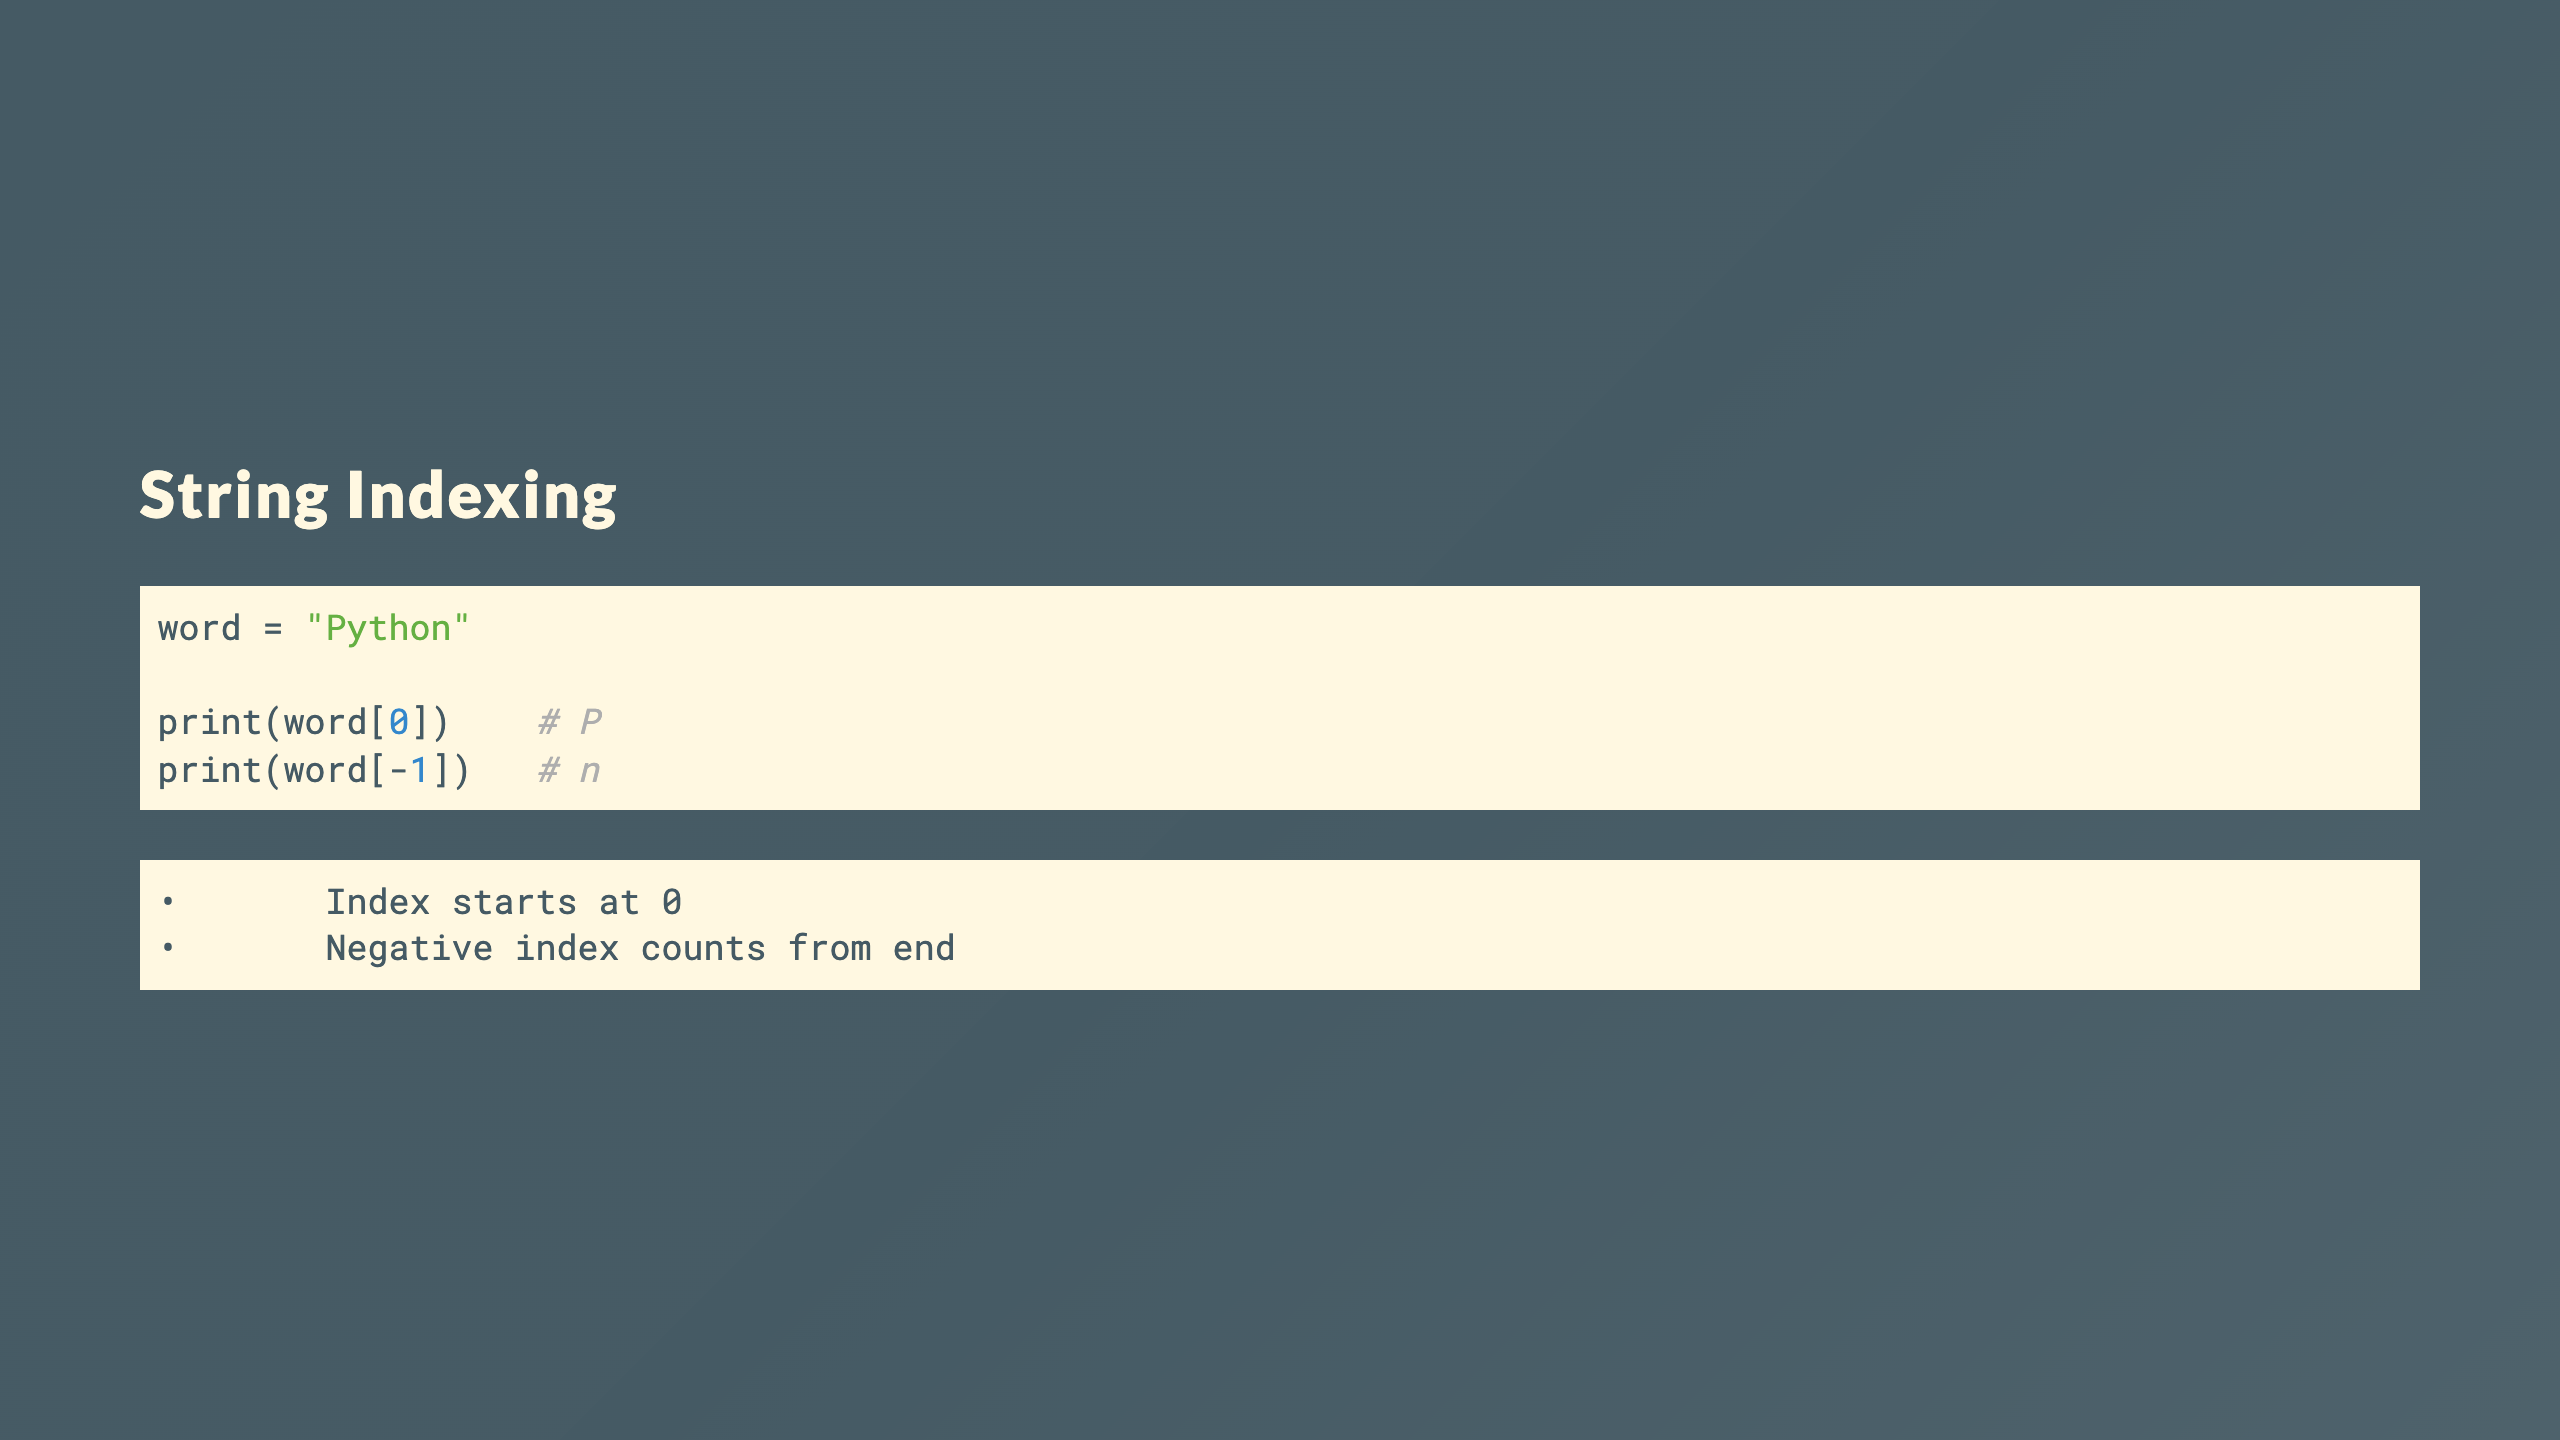 String Indexing
word = "Python"
print(word[0])    # P
print(word[-1])   # n
•	Index starts at 0
•	Negative index counts from end